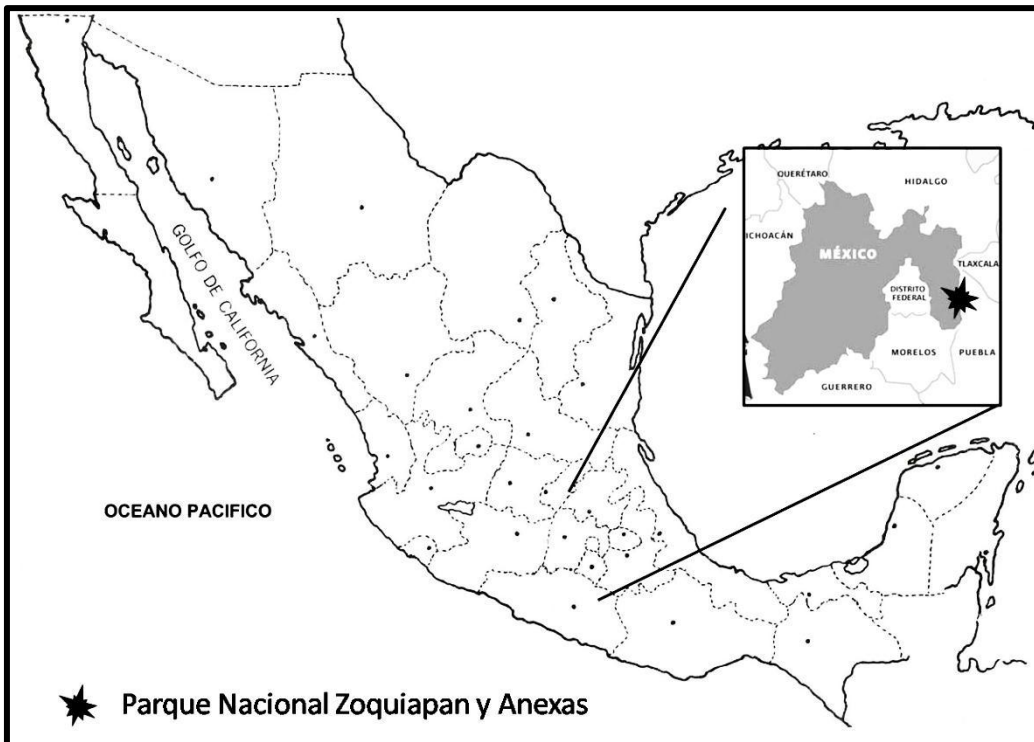 GOLFO DE CALIFORNIA
OCEANO PACIFICO
QUERÉTARO
HIDALGO
ICHOACÁN
MÉXICO
TLAXCALA
DISTRITO
FEDERAL
MORELOS
PUEBLA
GUERRERO
Parque Nacional Zoquiapan y Anexas